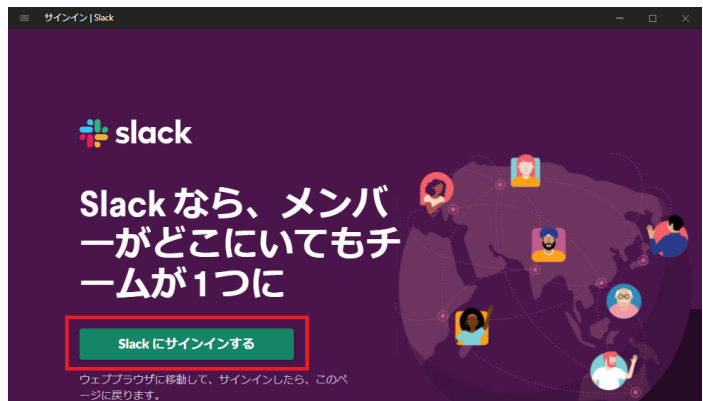 サインイン | Slack
slack
Slack なら、メンバ
ーがどこにいてもチ
ームが 1 つに
Slack にサインインする
ウェブブラウザに移動して、サインインしたら、このペ
ージに戻ります。